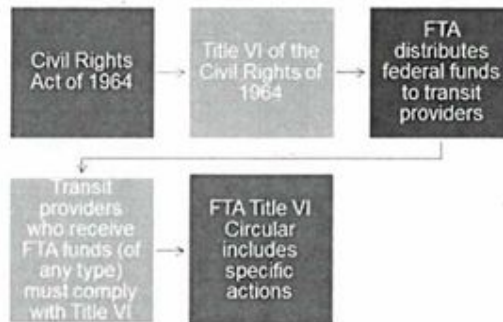 Civil Rights
Act of 1964
Title VI of the
Civil Rights of
1964
FTA
distributes
federal funds
to transit
providers
Transit
providers
who receive
FTA funds (of
any type)
must comply
with Title VI
FTA Title VI
Circular
includes
specific
actions